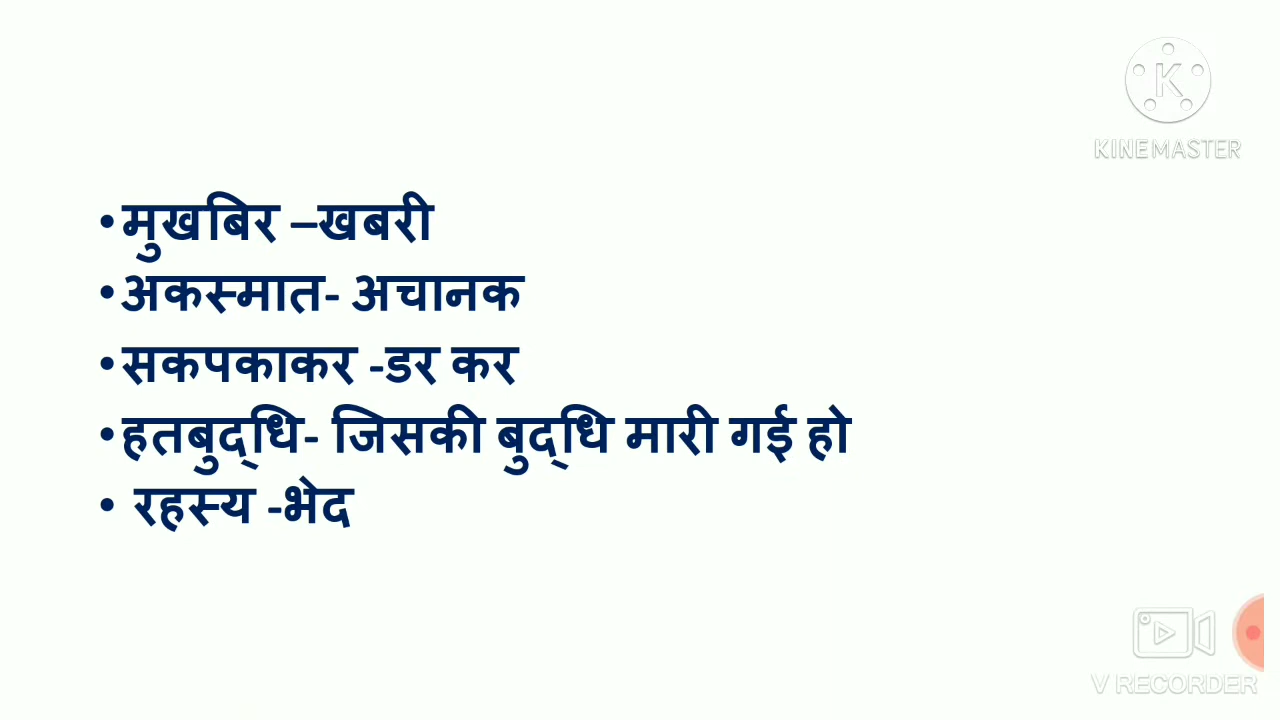 KINEMASTER
•मुखबिर –खबरी
•अकस्मात- अचानक
•सकपकाकर -डर कर
•हतबुद्धि- जिसकी बुद्धि मारी गई हो
• रहस्य -भेद
V RECORDER